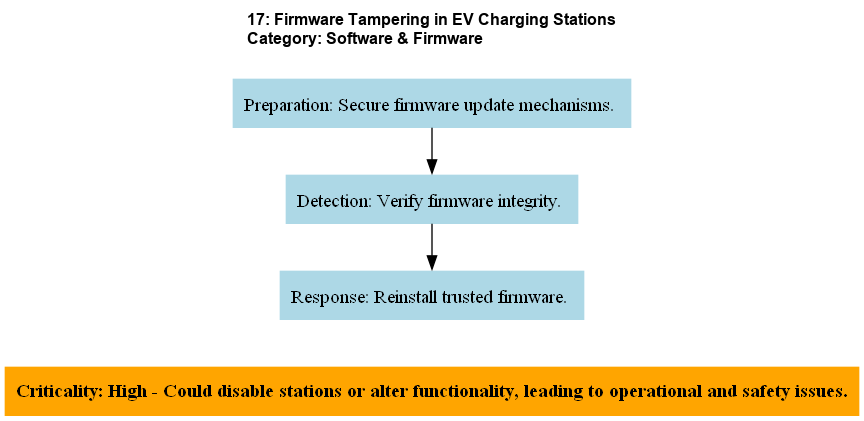 17: Firmware Tampering in EV Charging Stations
Category: Software & Firmware
Preparation: Secure firmware update mechanisms.
Detection: Verify firmware integrity.
Response: Reinstall trusted firmware.
Criticality: High - Could disable stations or alter functionality, leading to operational and safety issues.